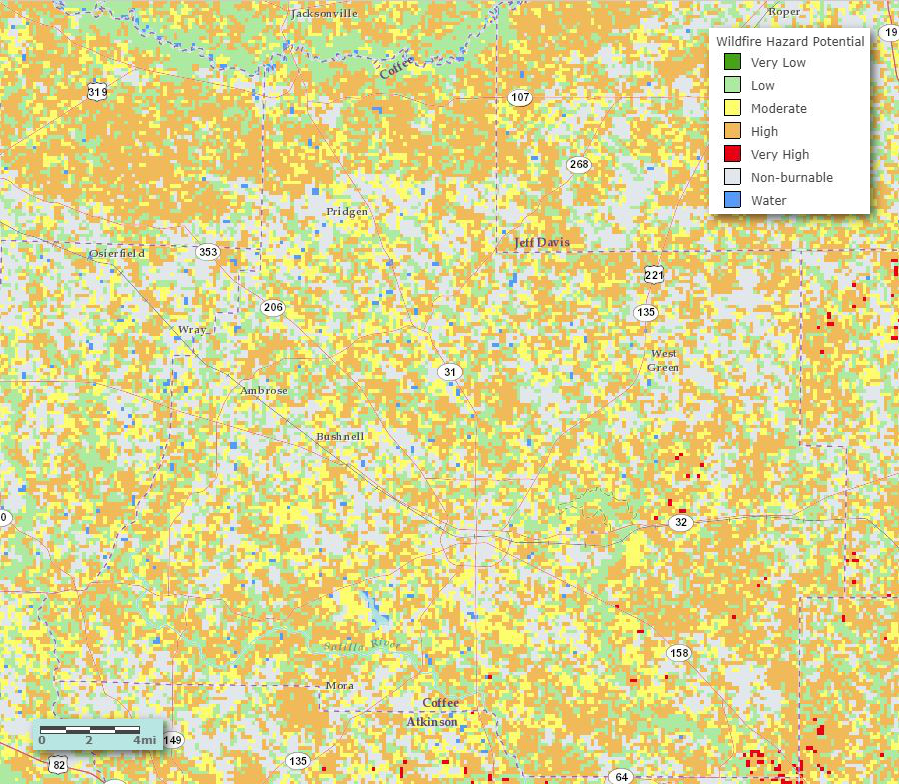 Jacksonville
Roper
19
Wildfire Hazard Potential
Very Low
Low
Moderate
High
Very High
Non-burnable
Water
Coffee
319
107
268
Pridgen
Jeff Davis
Osierfield
353
221
206
135
Wray
West
Green
31
Ambrose
Bushnell
0
32
Satilla River
158
Mora
Coffee
Atkinson
0 2 4mi
149
82
135
64